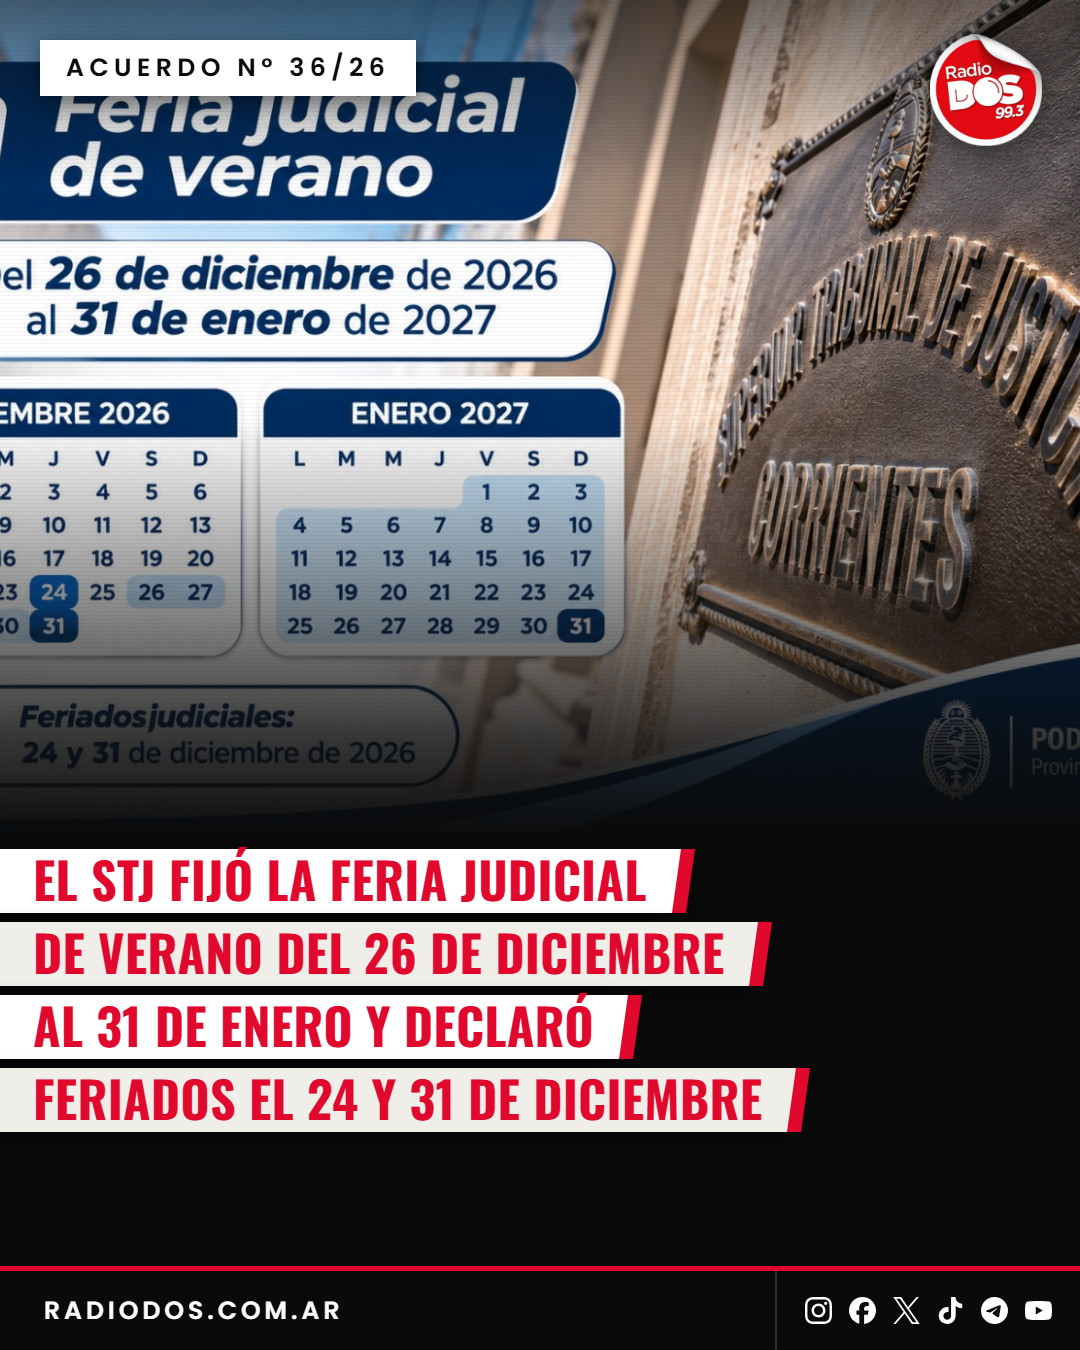 ACUERDO Nº 36/26
Radio
DOS
99.3
Feria judicial
de verano
el 26 de diciembre de 2026
al 31 de enero de 2027
EMBRE 2026
M J V S D
2 3 4 5 6
9 10 11 12 13
16 17 18 19 20
23 24 25 26 27
30 31
ENERO 2027
L M M J V S D
1 2 3
4 5 6 7 8 9 10
11 12 13 14 15 16 17
18 19 20 21 22 23 24
25 26 27 28 29 30 31
SUPERIOR TRIBUNAL DE JUSTICIA
CORRIENTES
Feriados judiciales:
24 y 31 de diciembre de 2026
POD
Provin
EL STJ FIJÓ LA FERIA JUDICIAL
DE VERANO DEL 26 DE DICIEMBRE
AL 31 DE ENERO Y DECLARÓ
FERIADOS EL 24 Y 31 DE DICIEMBRE
RADIODOS.COM.AR